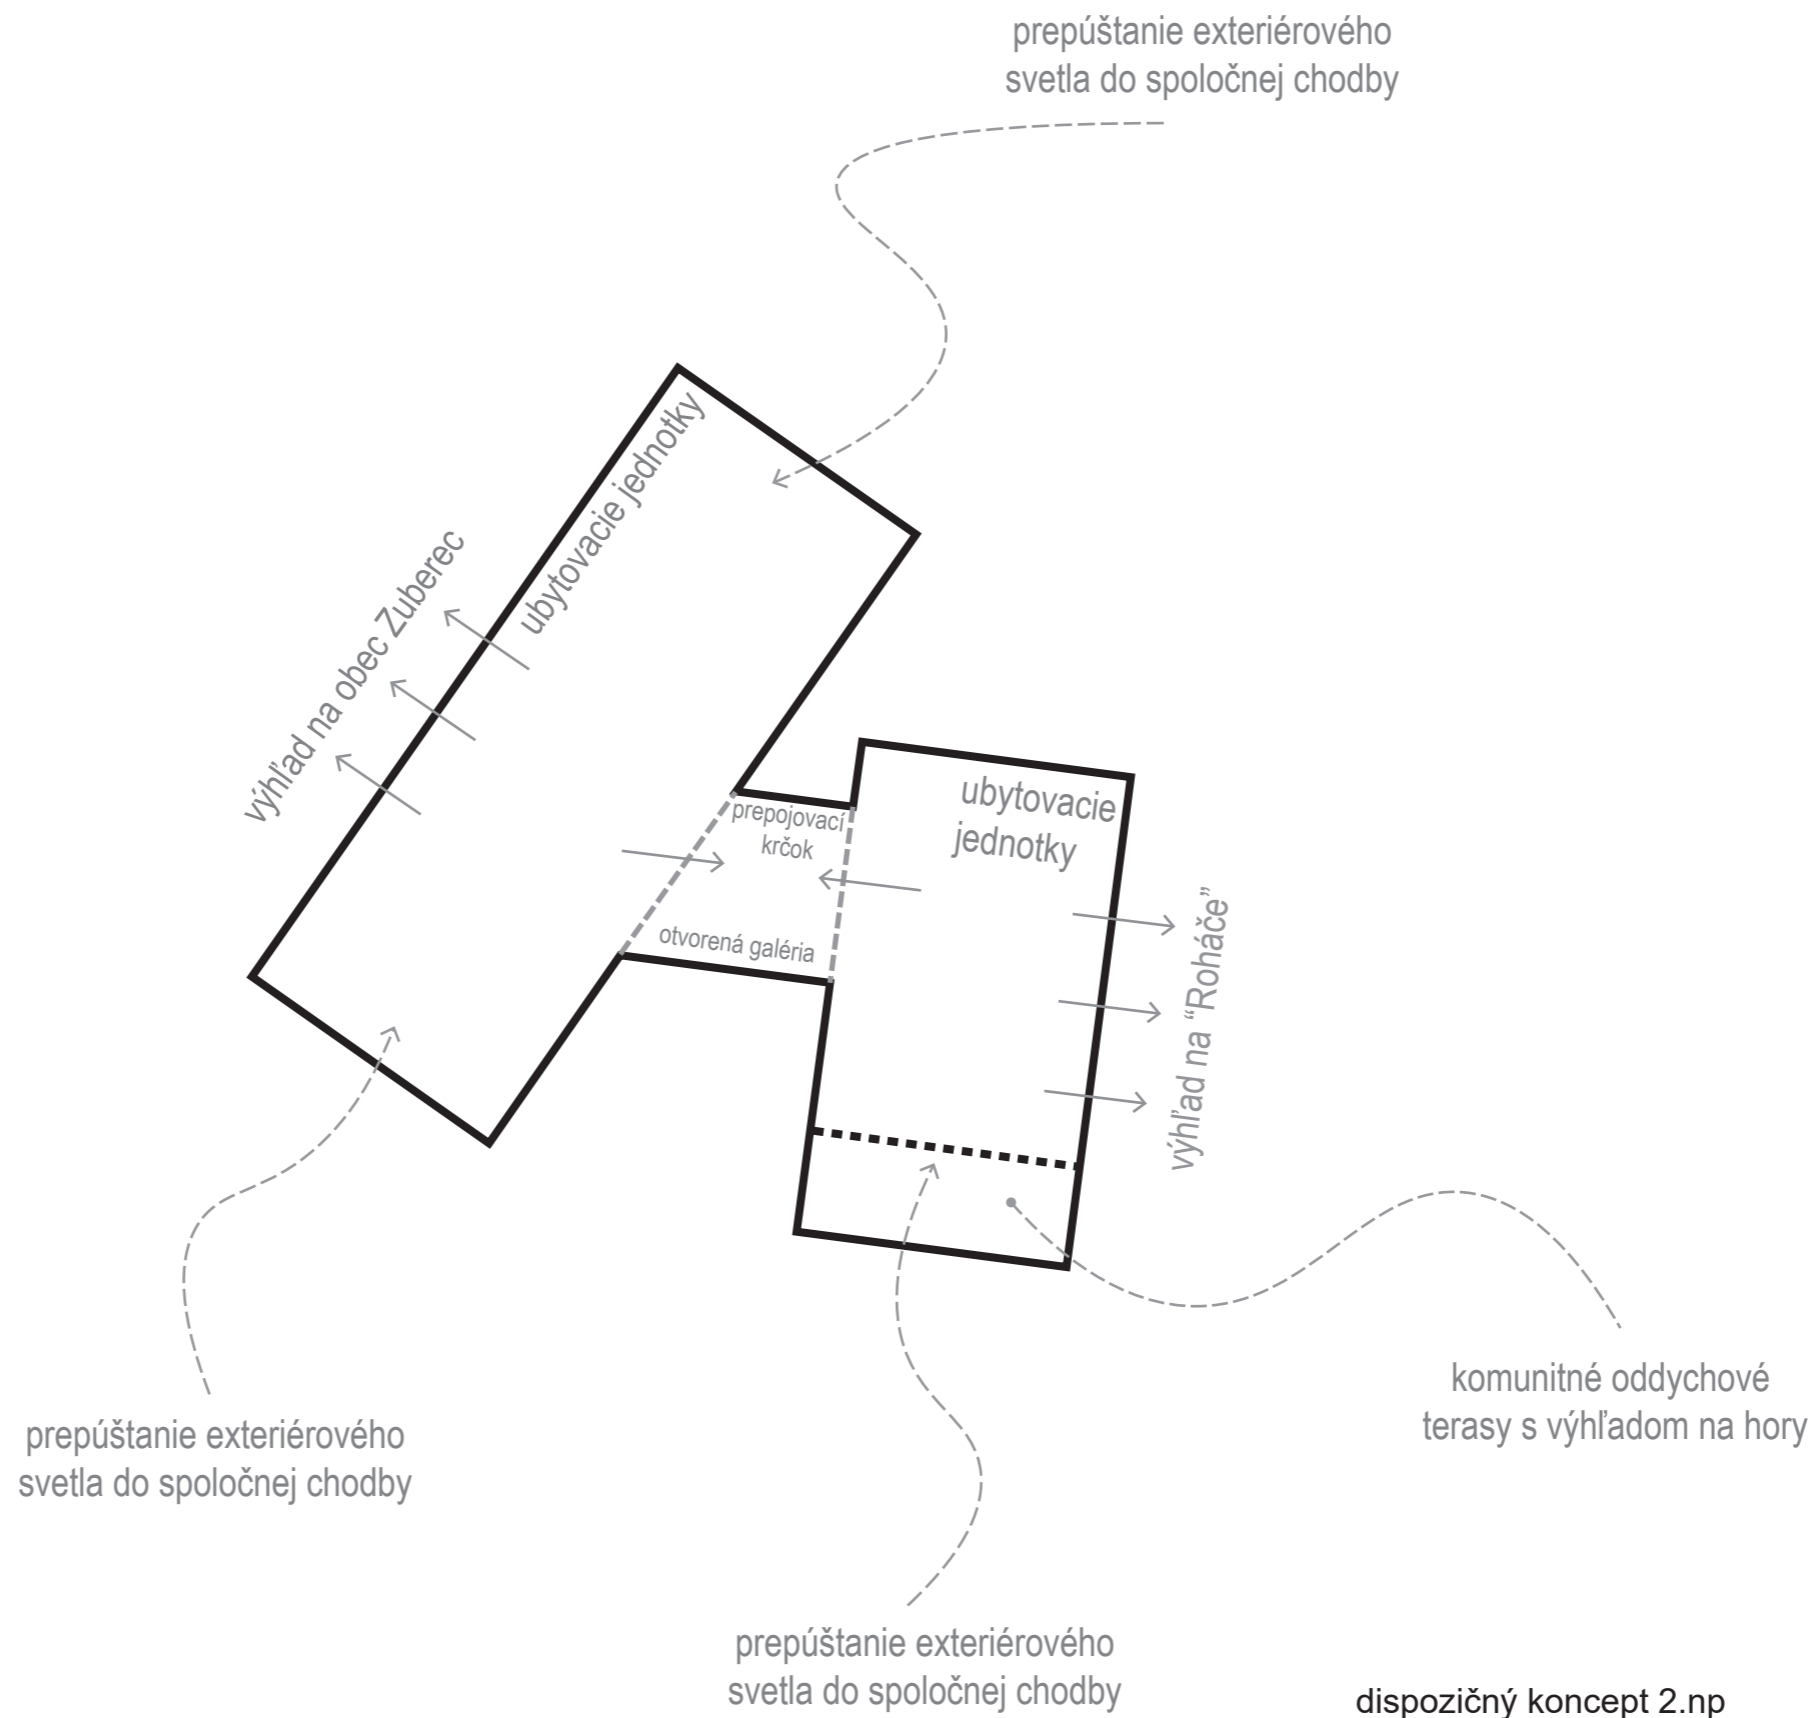 prepúštanie exteriérového
svetla do spoločnej chodby
ubytovacie jednotky
výhľad na obec Zuberec
prepojovací
krčok
otvorená galéria
ubytovacie
jednotky
výhľad na “Roháče”
komunitné oddychové
terasy s výhľadom na hory
prepúštanie exteriérového
svetla do spoločnej chodby
prepúštanie exteriérového
svetla do spoločnej chodby
dispozičný koncept 2.np